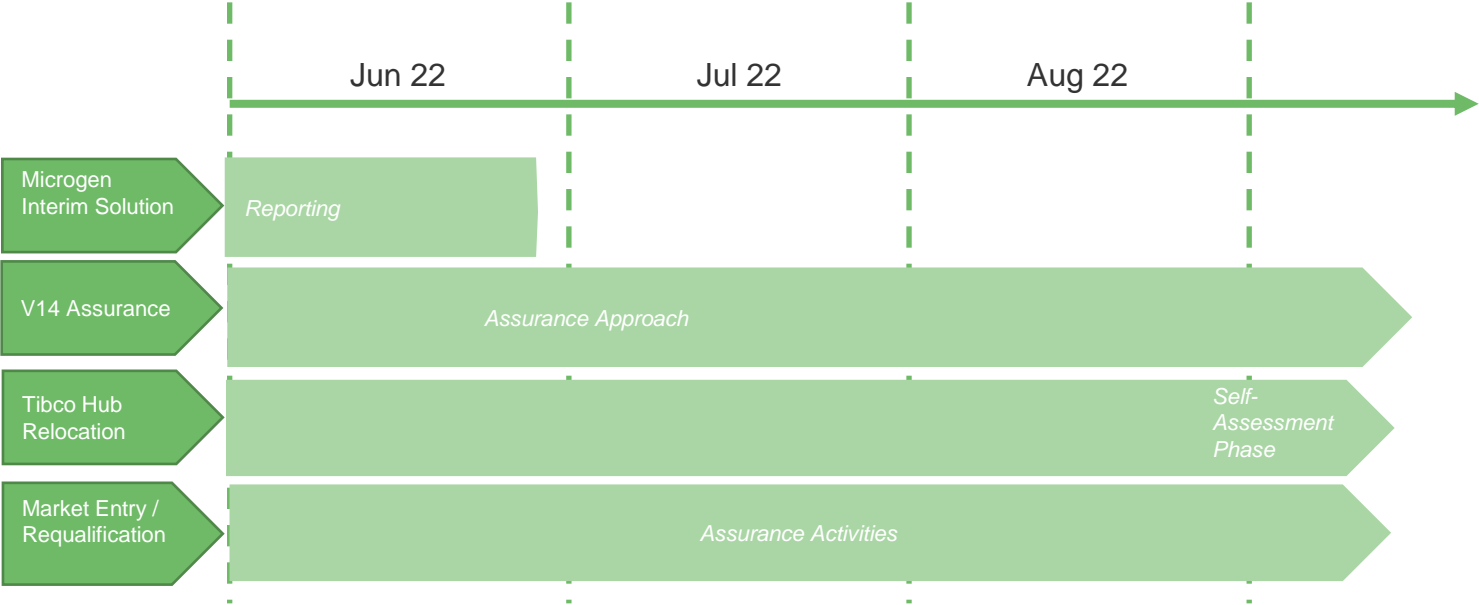 Jun 22
Jul 22
Aug 22
Microgen
Interim Solution
Reporting
V14 Assurance
Assurance Approach
Tibco Hub
Relocation
Self-
Assessment
Phase
Market Entry /
Requalification
Assurance Activities